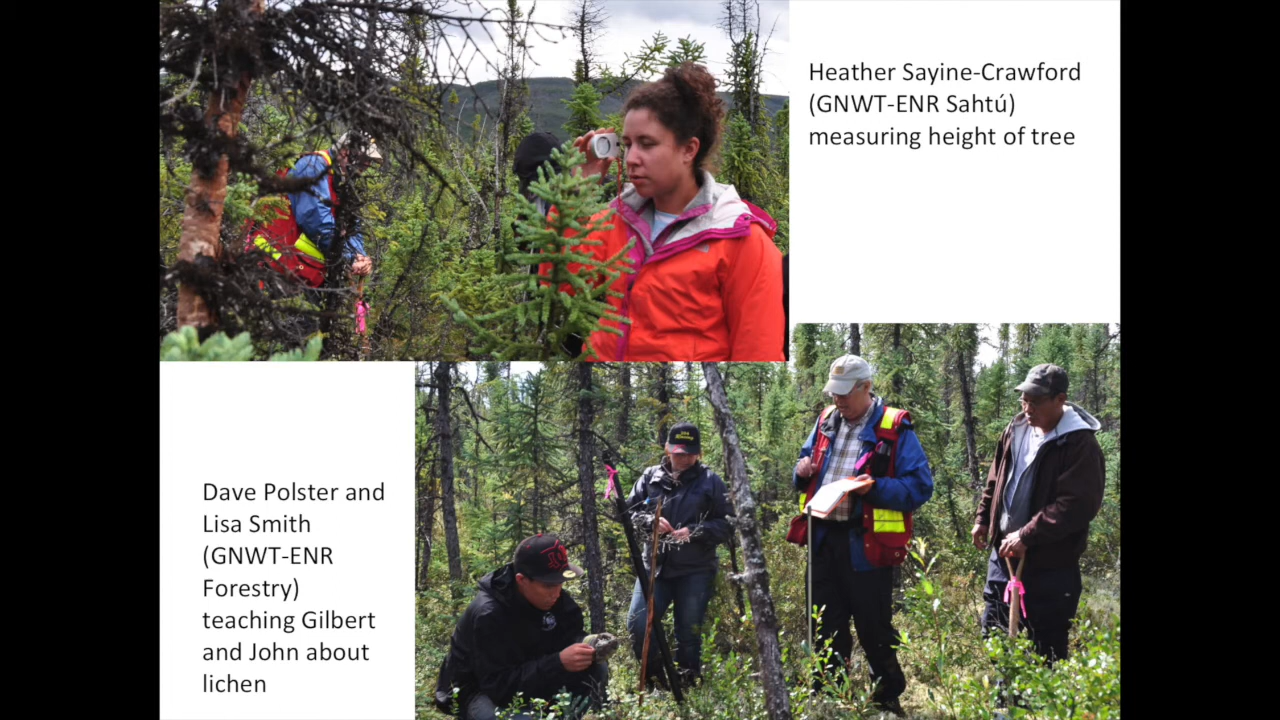 Heather Sayine-Crawford
(GNWT-ENR Sahtú)
measuring height of tree
Dave Polster and
Lisa Smith
(GNWT-ENR
Forestry)
teaching Gilbert
and John about
lichen